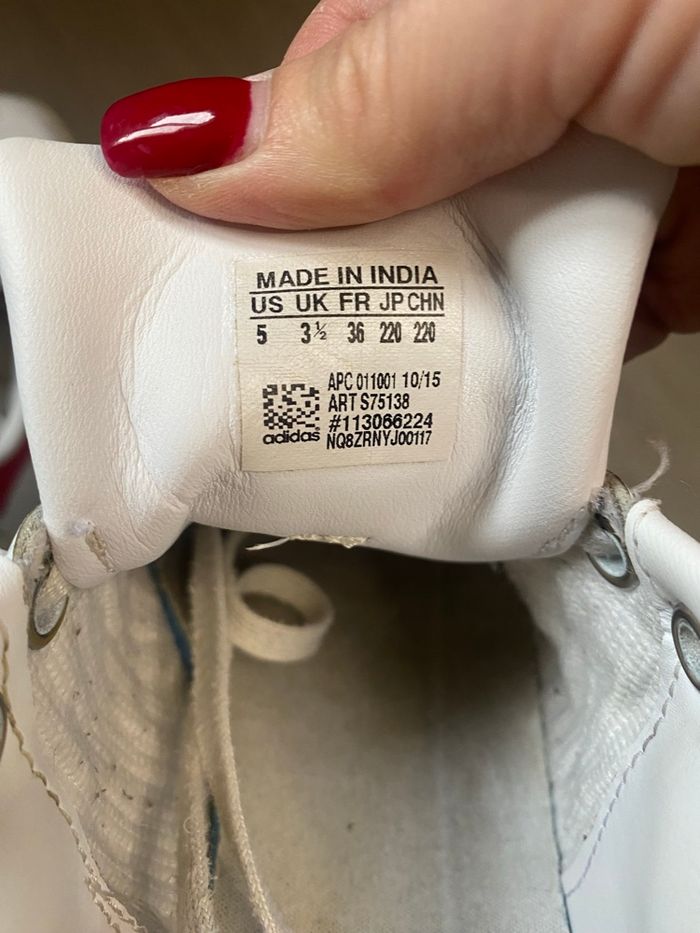 MADE IN INDIA
US UK FR JP CHN
5 3½ 36 220 220
APC 011001 10/15
ART S75138
#113066224
adidas NQ8ZRNYJ00117